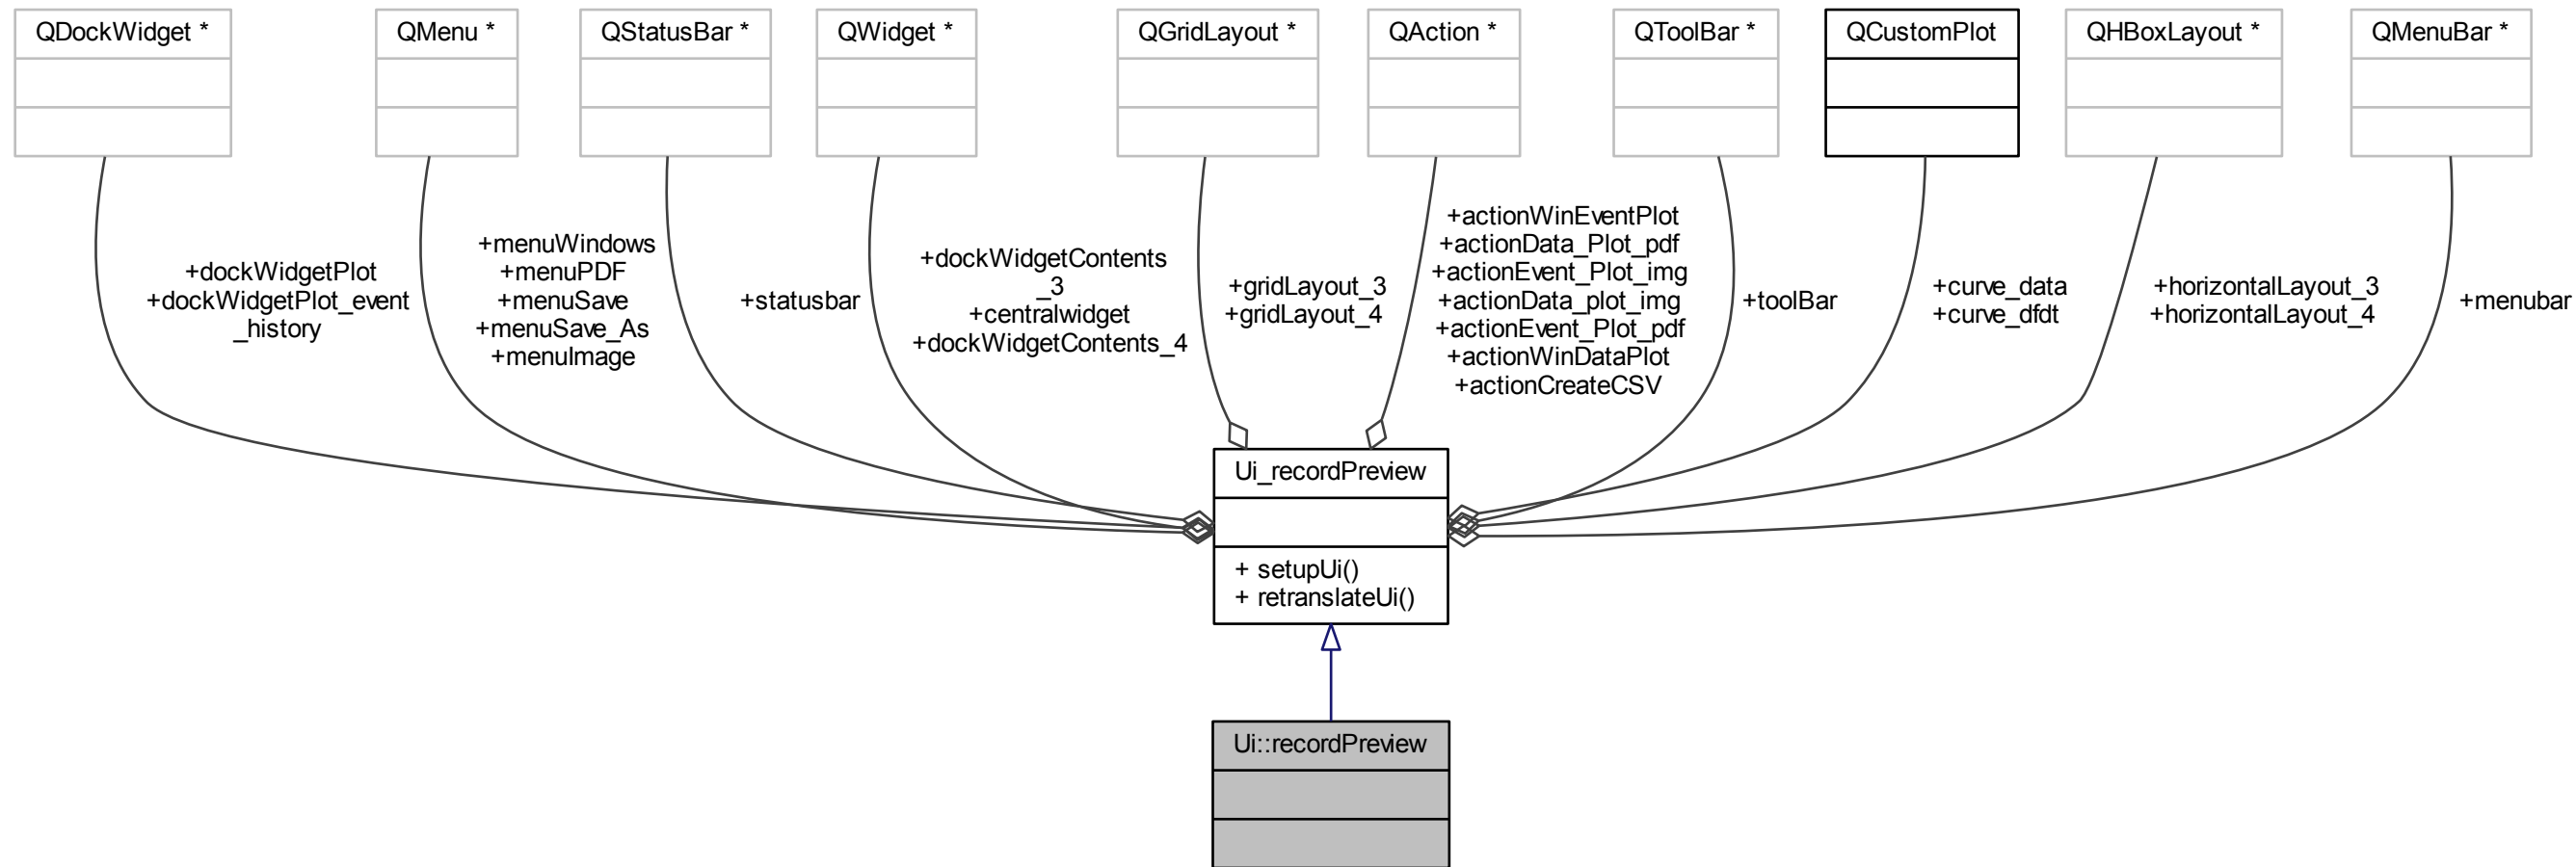 QDockWidget *
QMenu *
QStatusBar *
QWidget *
QGridLayout *
QAction *
QToolBar *
QCustomPlot
QHBoxLayout *
QMenuBar *
+dockWidgetPlot
+dockWidgetPlot_event
_history
+menuWindows
+menuPDF
+menuSave
+menuSave_As
+menuImage
+statusbar
+dockWidgetContents
_3
+centralwidget
+dockWidgetContents_4
+gridLayout_3
+gridLayout_4
+actionWinEventPlot
+actionData_Plot_pdf
+actionEvent_Plot_img
+actionData_plot_img
+actionEvent_Plot_pdf
+actionWinDataPlot
+actionCreateCSV
+toolBar
+curve_data
+curve_dfdt
+horizontalLayout_3
+horizontalLayout_4
+menubar
Ui_recordPreview
+ setupUi()
+ retranslateUi()
Ui::recordPreview